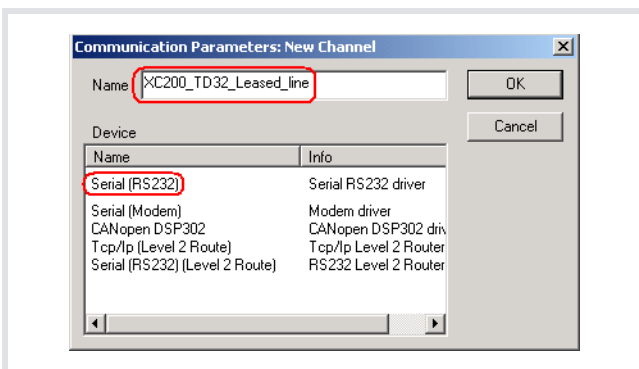 Communication Parameters: New Channel
Name XC200_TD32_Leased_line OK
Device Cancel
Name Info
Serial (RS232) Serial RS232 driver
Serial (Modem) Modem driver
CANopen DSP302 CANopen DSP302 driv
Tcp/Ip (Level 2 Route) Tcp/Ip Level 2 Router
Serial (RS232) (Level 2 Route) RS232 Level 2 Router